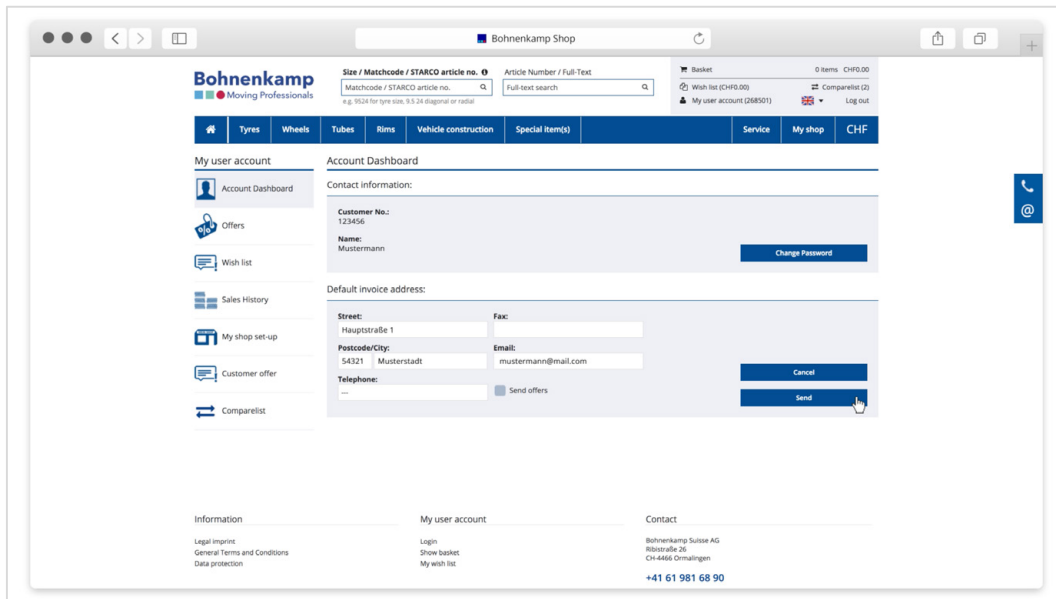 Bohnenkamp Shop
Bohnenkamp
Moving Professionals
Size / Matchcode / STARCO article no.
Matchcode / STARCO article no.
e.g. 9524 for tyre size, 9.5 24 diagonal or radial
Article Number / Full-Text
Full-text search
Basket 0 items CHF0.00
Wish list (CHF0.00) Comparelist (2)
My user account (268501) Log out
Tyres Wheels Tubes Rims Vehicle construction Special item(s) Service My shop CHF
My user account
Account Dashboard
Offers
Wish list
Sales History
My shop set-up
Customer offer
Comparelist
Account Dashboard
Contact information:
Customer No.:
123456
Name:
Mustermann
Change Password
Default invoice address:
Street: Fax:
Hauptstraße 1
Postcode/City: Email:
54321 Musterstadt mustermann@mail.com
Telephone:
--- Send offers
Cancel
Send
@
Information
Legal imprint
General Terms and Conditions
Data protection
My user account
Login
Show basket
My wish list
Contact
Bohnenkamp Suisse AG
Ribistraße 26
CH-4466 Ormalingen
+41 61 981 68 90